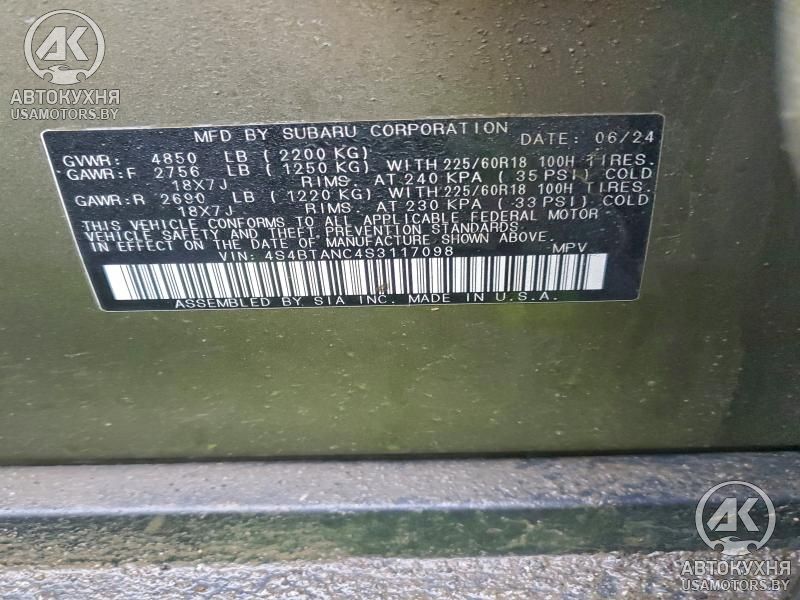 АК
АВТОКУХНЯ
USAMOTORS.BY
MFD BY SUBARU CORPORATION DATE: 06/24
GVWR: 4850 LB ( 2200 KG)
GAWR:F 2756 LB ( 1250 KG) WITH 225/60R18 100H TIRES.
18X7J RIMS. AT 240 KPA ( 35 PSI) COLD
GAWR:R 2690 LB ( 1220 KG) WITH 225/60R18 100H TIRES.
18X7J RIMS. AT 230 KPA ( 33 PSI) COLD
THIS VEHICLE CONFORMS TO ALL APPLICABLE FEDERAL MOTOR
VEHICLE SAFETY AND THEFT PREVENTION STANDARDS
IN EFFECT ON THE DATE OF MANUFACTURE SHOWN ABOVE.
VIN: 4S4BTANC4S3117098 MPV
ASSEMBLED BY SIA INC. MADE IN U.S.A.
АК
АВТОКУХНЯ
USAMOTORS.BY